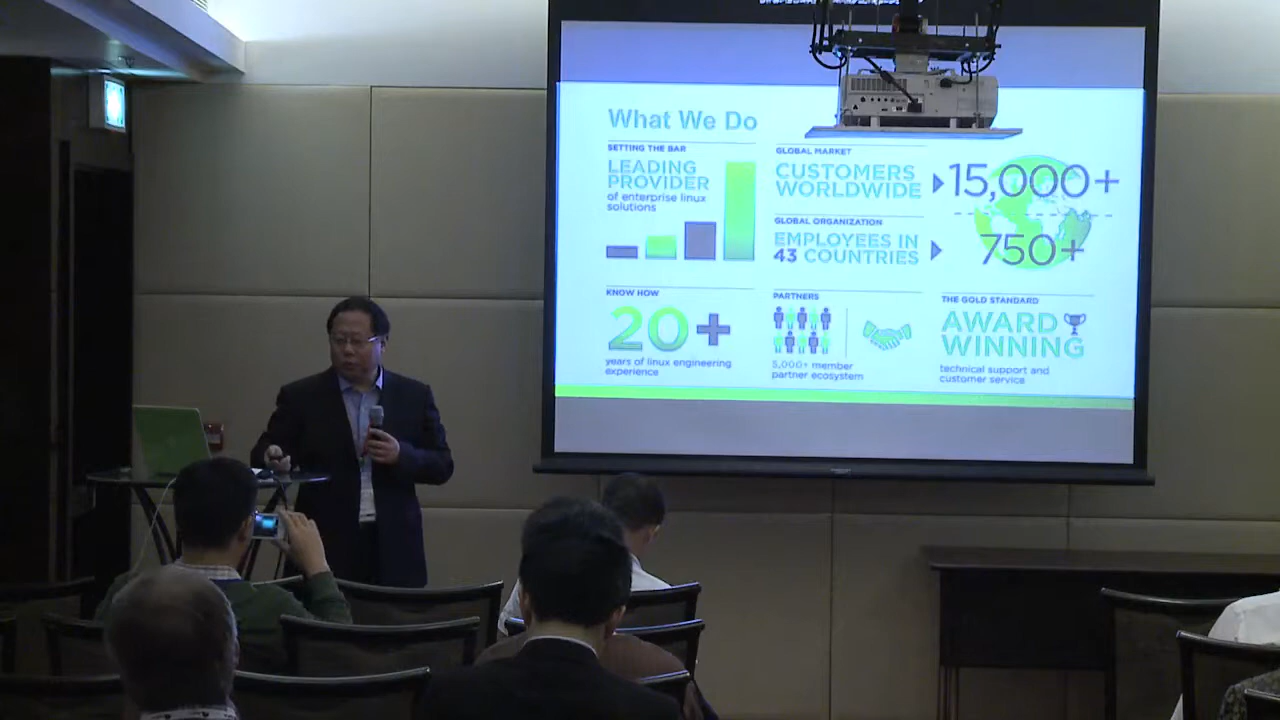 What We Do
SETTING THE BAR
LEADING
PROVIDER
of enterprise linux
solutions
GLOBAL MARKET
CUSTOMERS
WORLDWIDE
15,000+
GLOBAL ORGANIZATION
EMPLOYEES IN
43 COUNTRIES
750+
KNOW HOW
20+
years of linux engineering
experience
PARTNERS
5,000+ member
partner ecosystem
THE GOLD STANDARD
AWARD
WINNING
technical support and
customer service